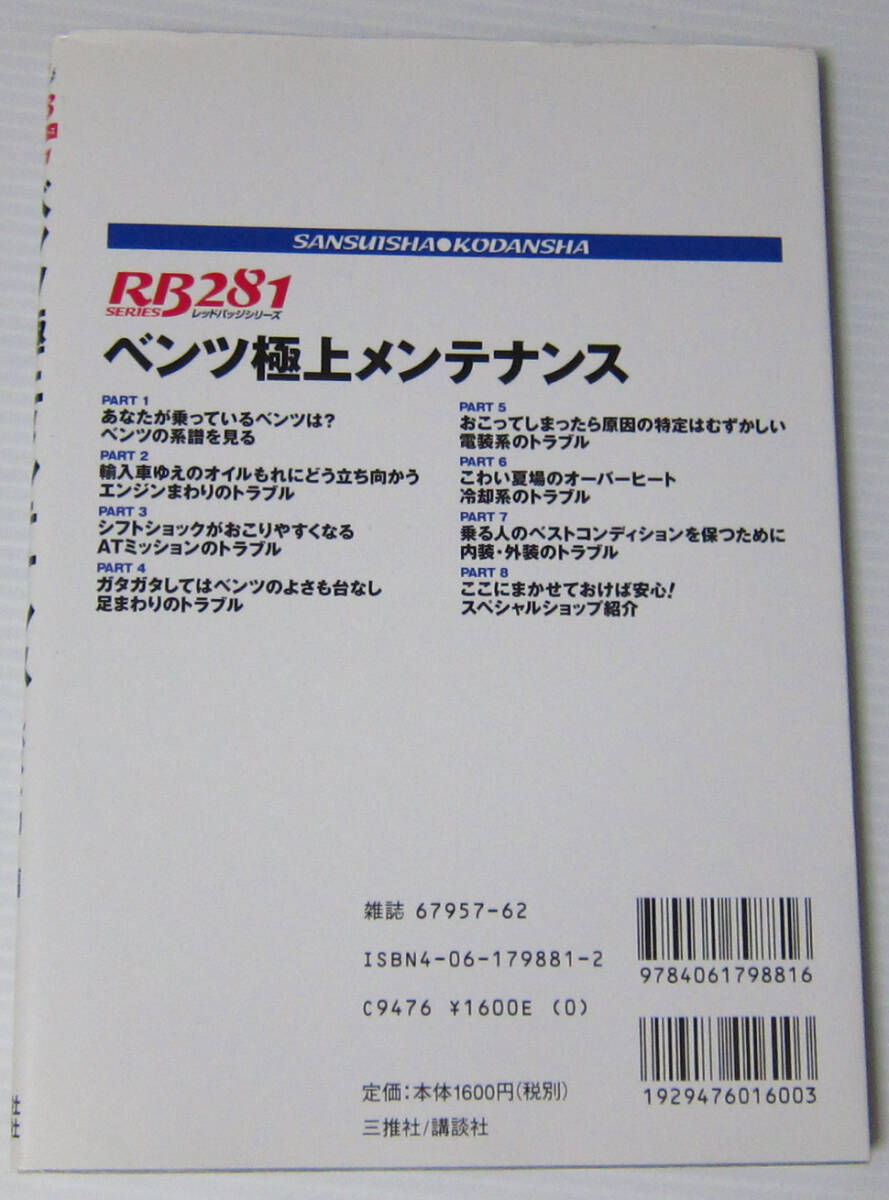 SANSUISHA●KODANSHA
RB281
SERIES レッドバッジシリーズ
ベンツ極上メンテナンス
PART 1
あなたが乗っているベンツは?
ベンツの系譜を見る
PART 2
輸入車ゆえのオイルもれにどう立ち向かう
エンジンまわりのトラブル
PART 3
シフトショックがおこりやすくなる
ATミッションのトラブル
PART 4
ガタガタしてはベンツのよさも台なし
足まわりのトラブル
PART 5
おこってしまったら原因の特定はむずかしい
電装系のトラブル
PART 6
こわい夏場のオーバーヒート
冷却系のトラブル
PART 7
乗る人のベストコンディションを保つために
内装・外装のトラブル
PART 8
ここにまかせておけば安心!
スペシャルショップ紹介
雑誌 67957-62
ISBN4-06-179881-2
C9476 ¥1600E (0)
定価:本体1600円(税別)
三推社/講談社
9784061798816
1929476016003